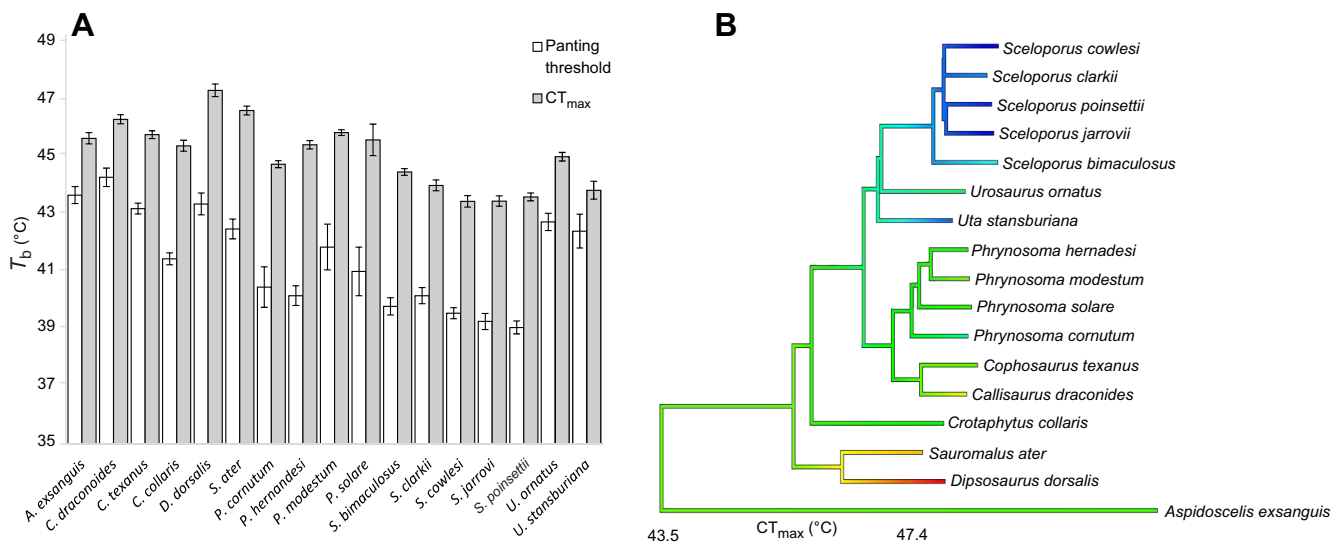 A
B
49
47
45
43
41
39
37
35
T_b (°C)
Panting
threshold
CT_max
A. exsanguis
C. draconoides
C. texanus
C. collaris
D. dorsalis
S. ater
P. cornutum
P. hernandesi
P. modestum
P. solare
S. bimaculosus
S. clarkii
S. cowlesi
S. jarrovi
S. poinsettii
U. ornatus
U. stansburiana
Sceloporus cowlesi
Sceloporus clarkii
Sceloporus poinsettii
Sceloporus jarrovii
Sceloporus bimaculosus
Urosaurus ornatus
Uta stansburiana
Phrynosoma hernadesi
Phrynosoma modestum
Phrynosoma solare
Phrynosoma cornutum
Cophosaurus texanus
Callisaurus draconides
Crotaphytus collaris
Sauromalus ater
Dipsosaurus dorsalis
Aspidoscelis exsanguis
43.5 CT_max (°C) 47.4